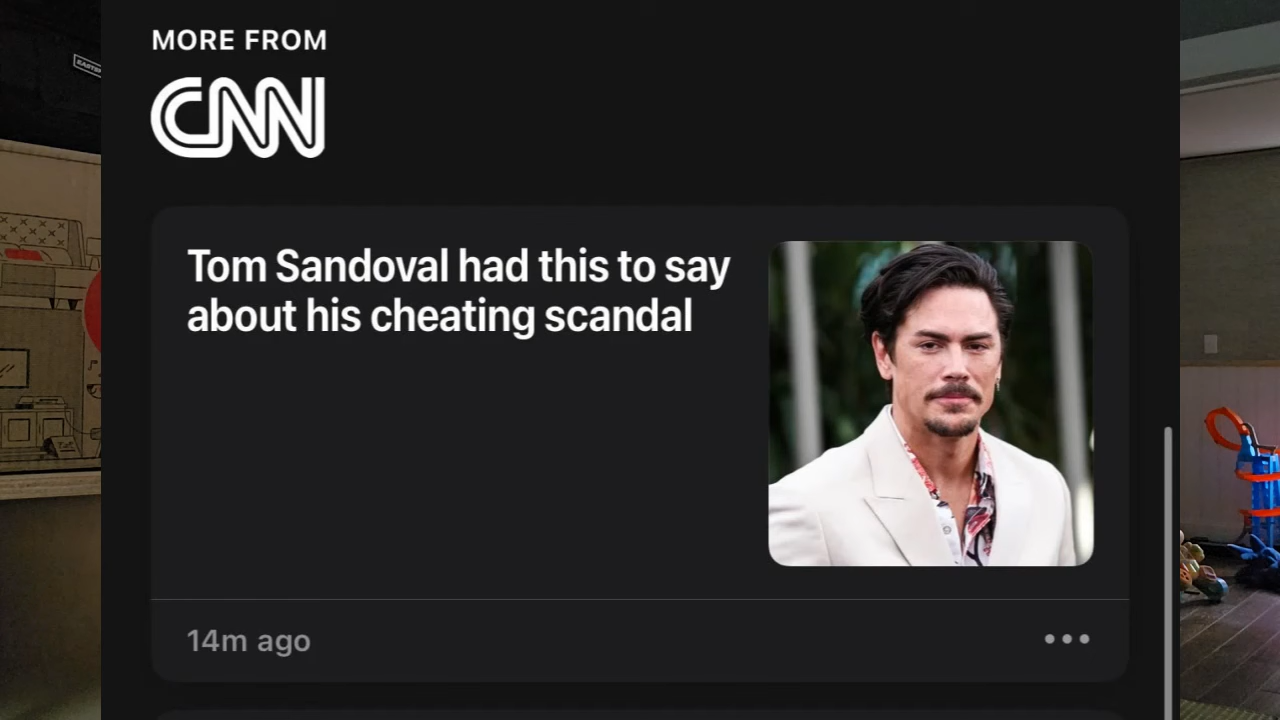 MORE FROM
CNN
Tom Sandoval had this to say
about his cheating scandal
14m ago